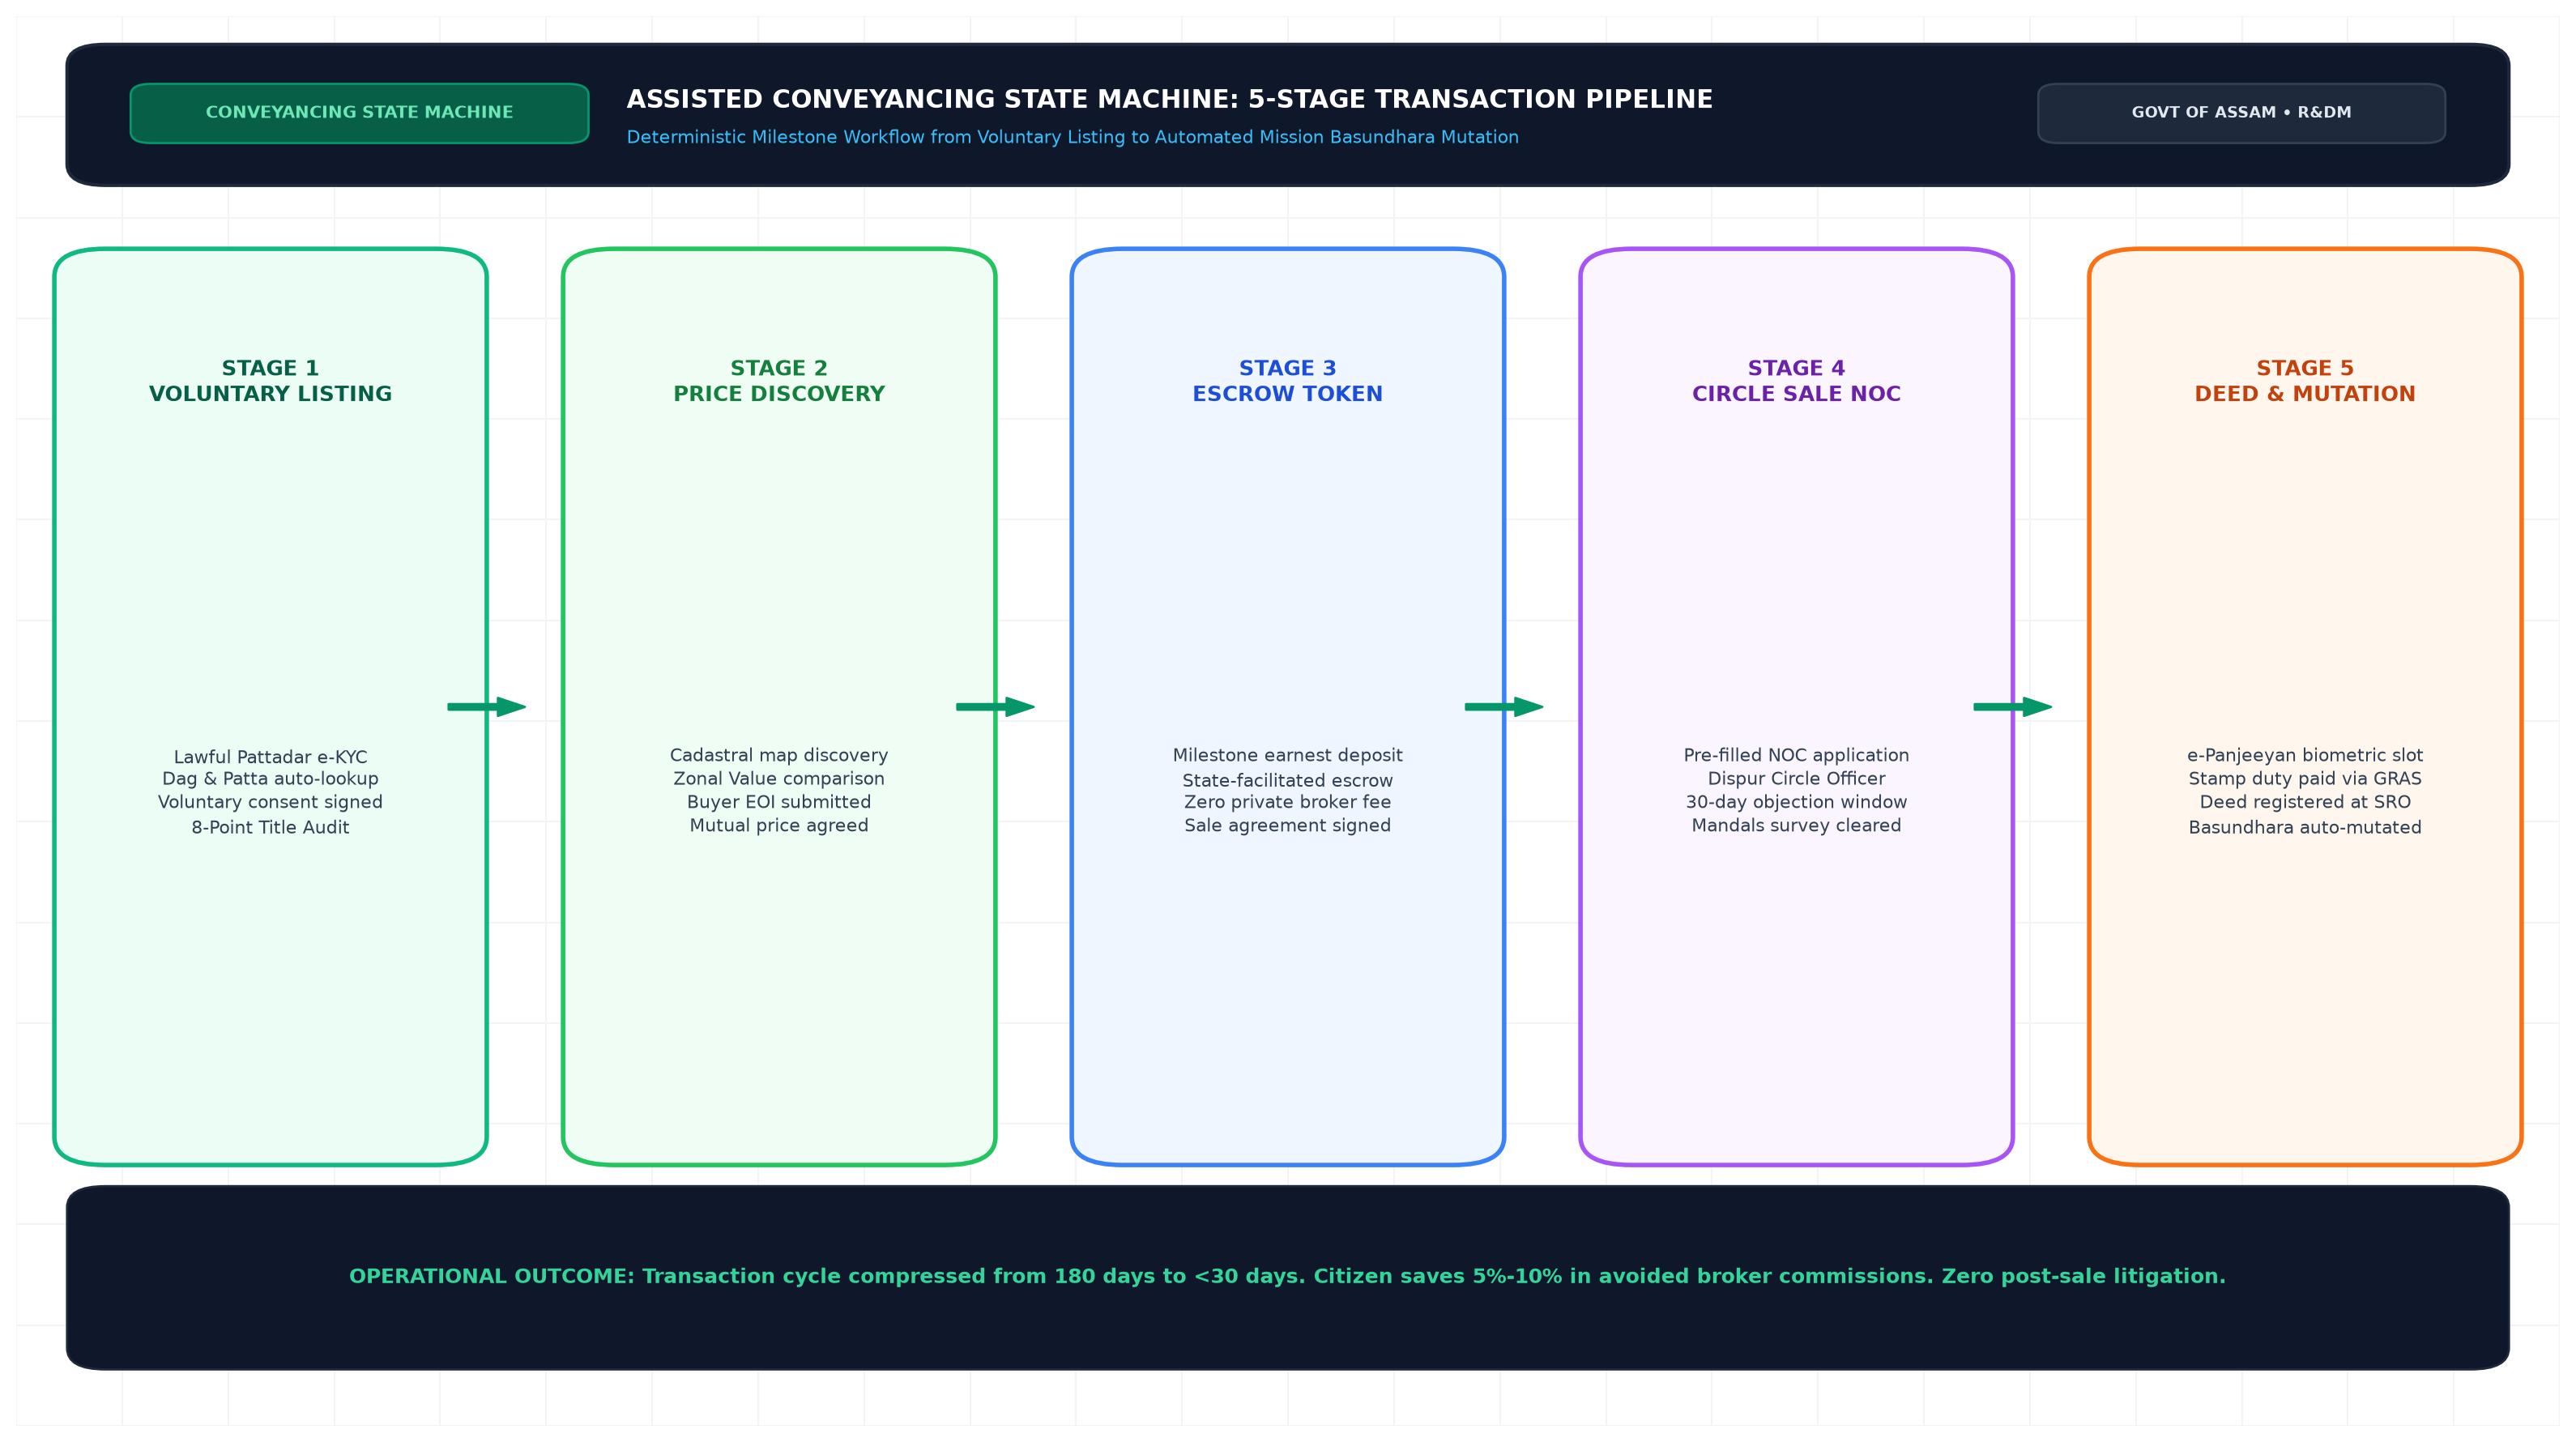 CONVEYANCING STATE MACHINE
ASSISTED CONVEYANCING STATE MACHINE: 5-STAGE TRANSACTION PIPELINE
Deterministic Milestone Workflow from Voluntary Listing to Automated Mission Basundhara Mutation
GOVT OF ASSAM • R&DM
STAGE 1
VOLUNTARY LISTING
Lawful Pattadar e-KYC
Dag & Patta auto-lookup
Voluntary consent signed
8-Point Title Audit
STAGE 2
PRICE DISCOVERY
Cadastral map discovery
Zonal Value comparison
Buyer EOI submitted
Mutual price agreed
STAGE 3
ESCROW TOKEN
Milestone earnest deposit
State-facilitated escrow
Zero private broker fee
Sale agreement signed
STAGE 4
CIRCLE SALE NOC
Pre-filled NOC application
Dispur Circle Officer
30-day objection window
Mandals survey cleared
STAGE 5
DEED & MUTATION
e-Panjeeyan biometric slot
Stamp duty paid via GRAS
Deed registered at SRO
Basundhara auto-mutated
OPERATIONAL OUTCOME: Transaction cycle compressed from 180 days to <30 days. Citizen saves 5%-10% in avoided broker commissions. Zero post-sale litigation.